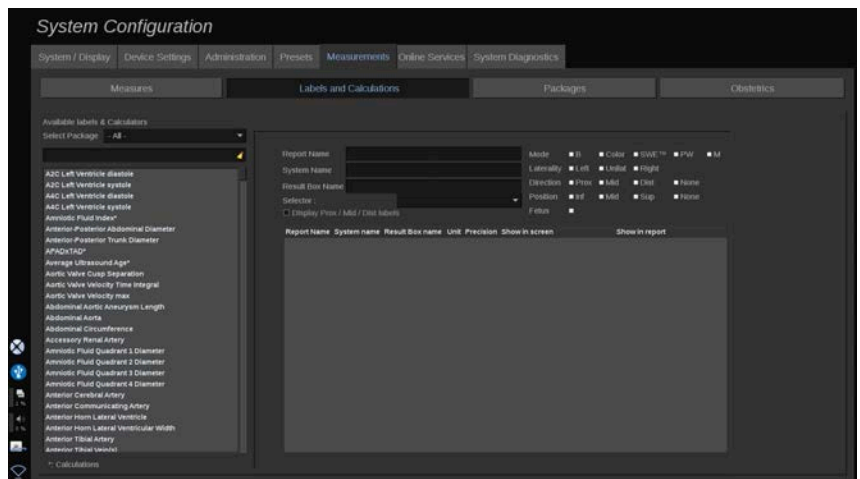 System Configuration
System / Display Device Settings Administration Presets Measurements Online Services System Diagnostics
Measures Labels and Calculations Packages Obstetrics
Available labels & Calculators
Select Package - All -
A2C Left Ventricle diastole
A2C Left Ventricle systole
A4C Left Ventricle diastole
A4C Left Ventricle systole
Amniotic Fluid Index*
Anterior-Posterior Abdominal Diameter
Anterior-Posterior Trunk Diameter
APADxTAD*
Average Ultrasound Age*
Aortic Valve Cusp Separation
Aortic Valve Velocity Time Integral
Aortic Valve Velocity max
Abdominal Aortic Aneurysm Length
Abdominal Aorta
Abdominal Circumference
Accessory Renal Artery
Amniotic Fluid Quadrant 1 Diameter
Amniotic Fluid Quadrant 2 Diameter
Amniotic Fluid Quadrant 3 Diameter
Amniotic Fluid Quadrant 4 Diameter
Anterior Cerebral Artery
Anterior Communicating Artery
Anterior Horn Lateral Ventricle
Anterior Horn Lateral Ventricular Width
Anterior Tibial Artery
Anterior Tibial Vein(s)
*: Calculations
Report Name
System Name
Result Box Name
Selector :
Display Prox / Mid / Dist labels
Mode B Color SWE™ PW M
Laterality Left Unilat Right
Direction Prox Mid Dist None
Position Inf Mid Sup None
Fetus
Report Name System name Result Box name Unit Precision Show in screen Show in report